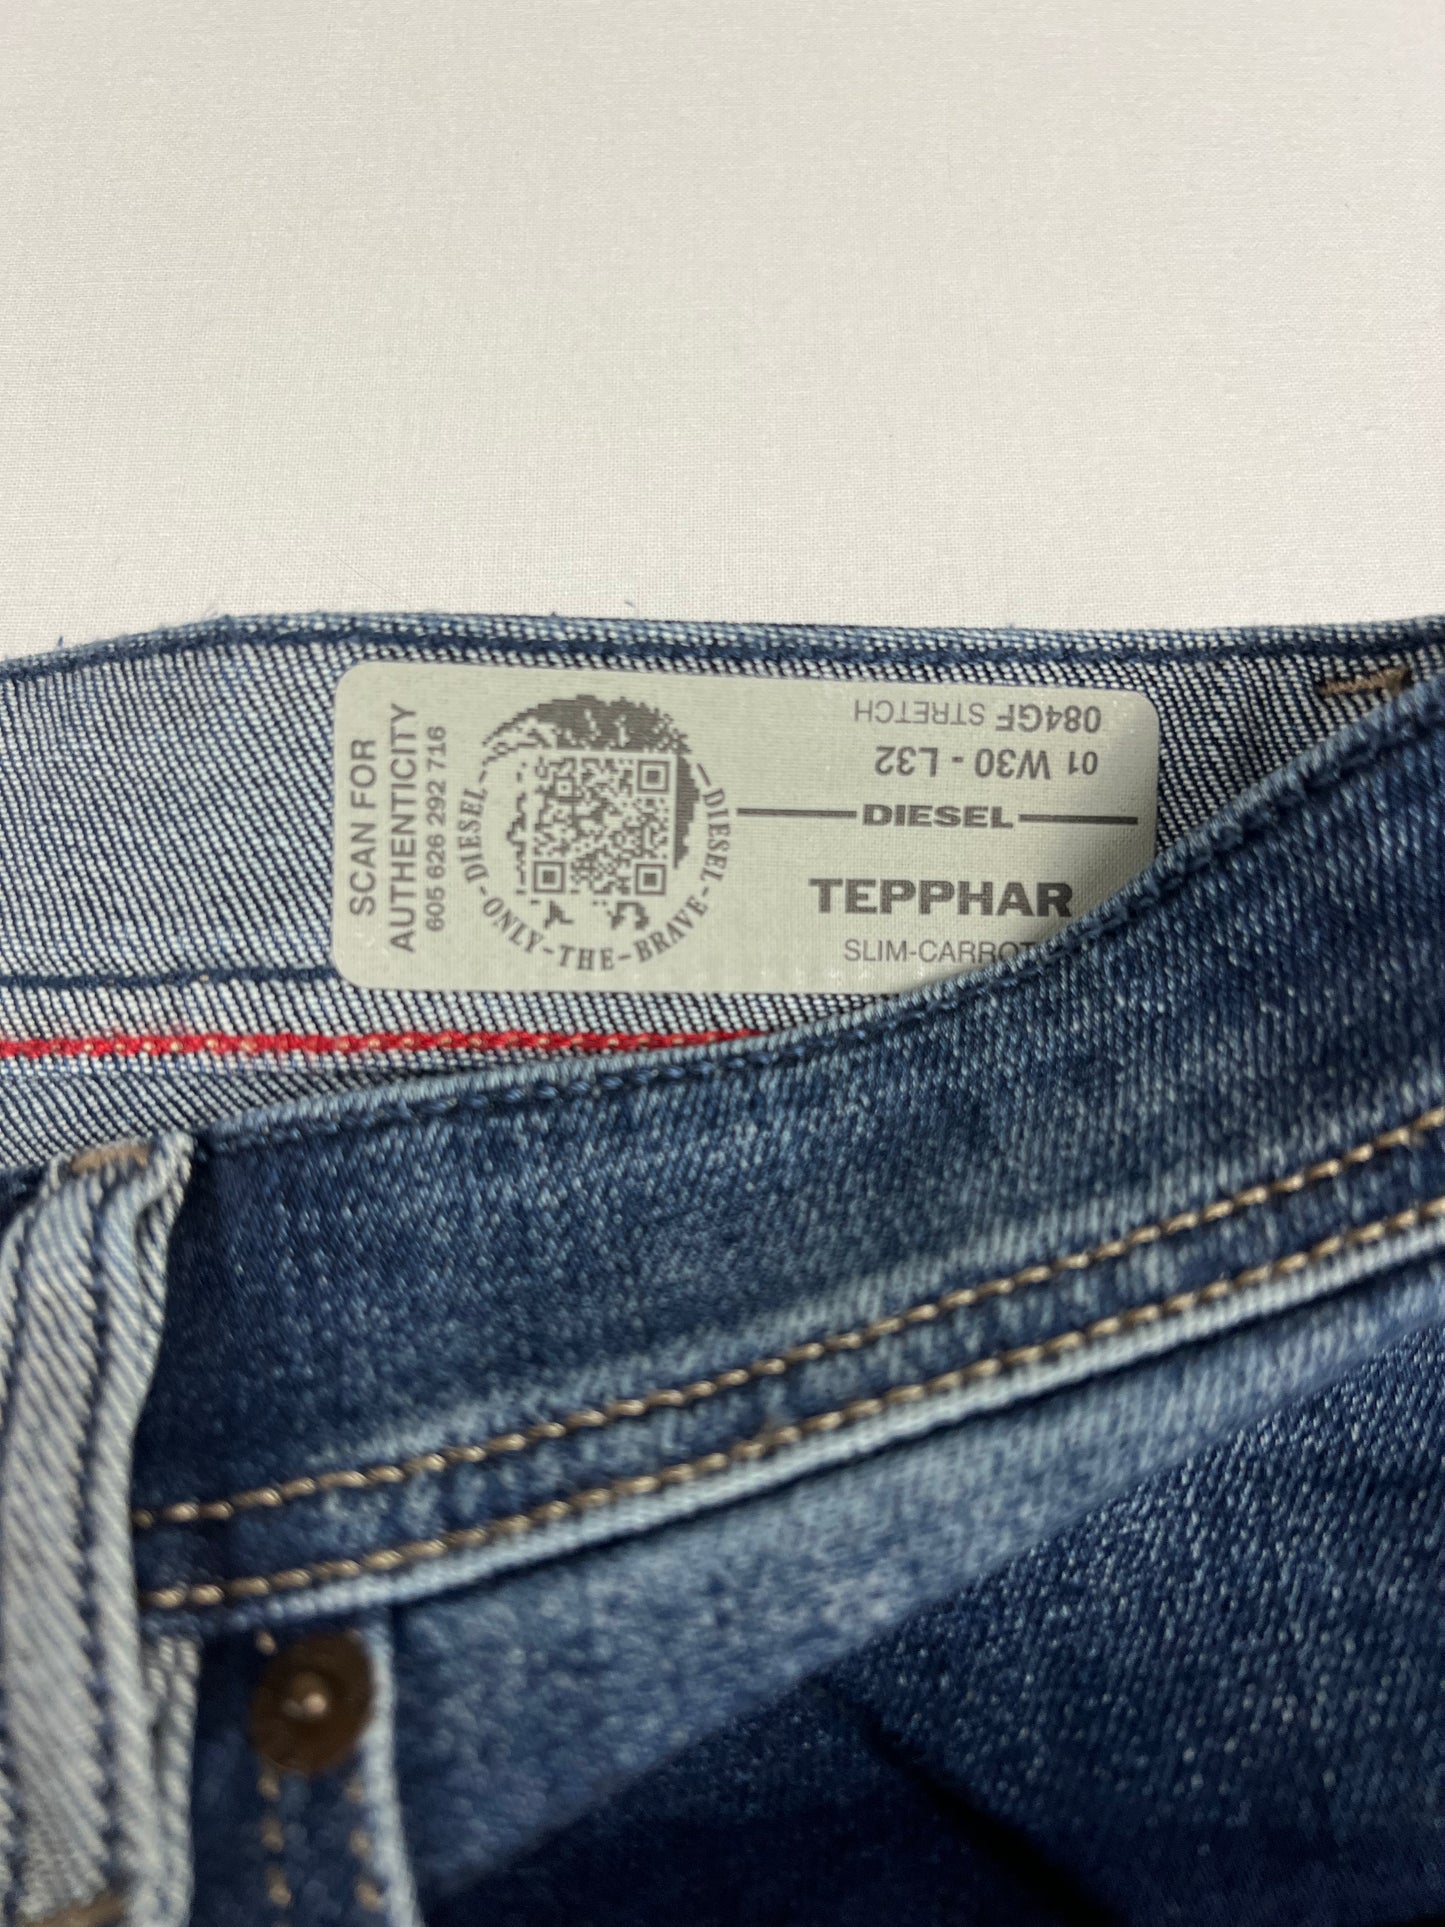 SCAN FOR
AUTHENTICITY
605 626 292 716
DIESEL-ONLY-THE-BRAVE-DIESEL
084GF STRETCH
01 W30 - L32
DIESEL
TEPPHAR
SLIM-CARROT